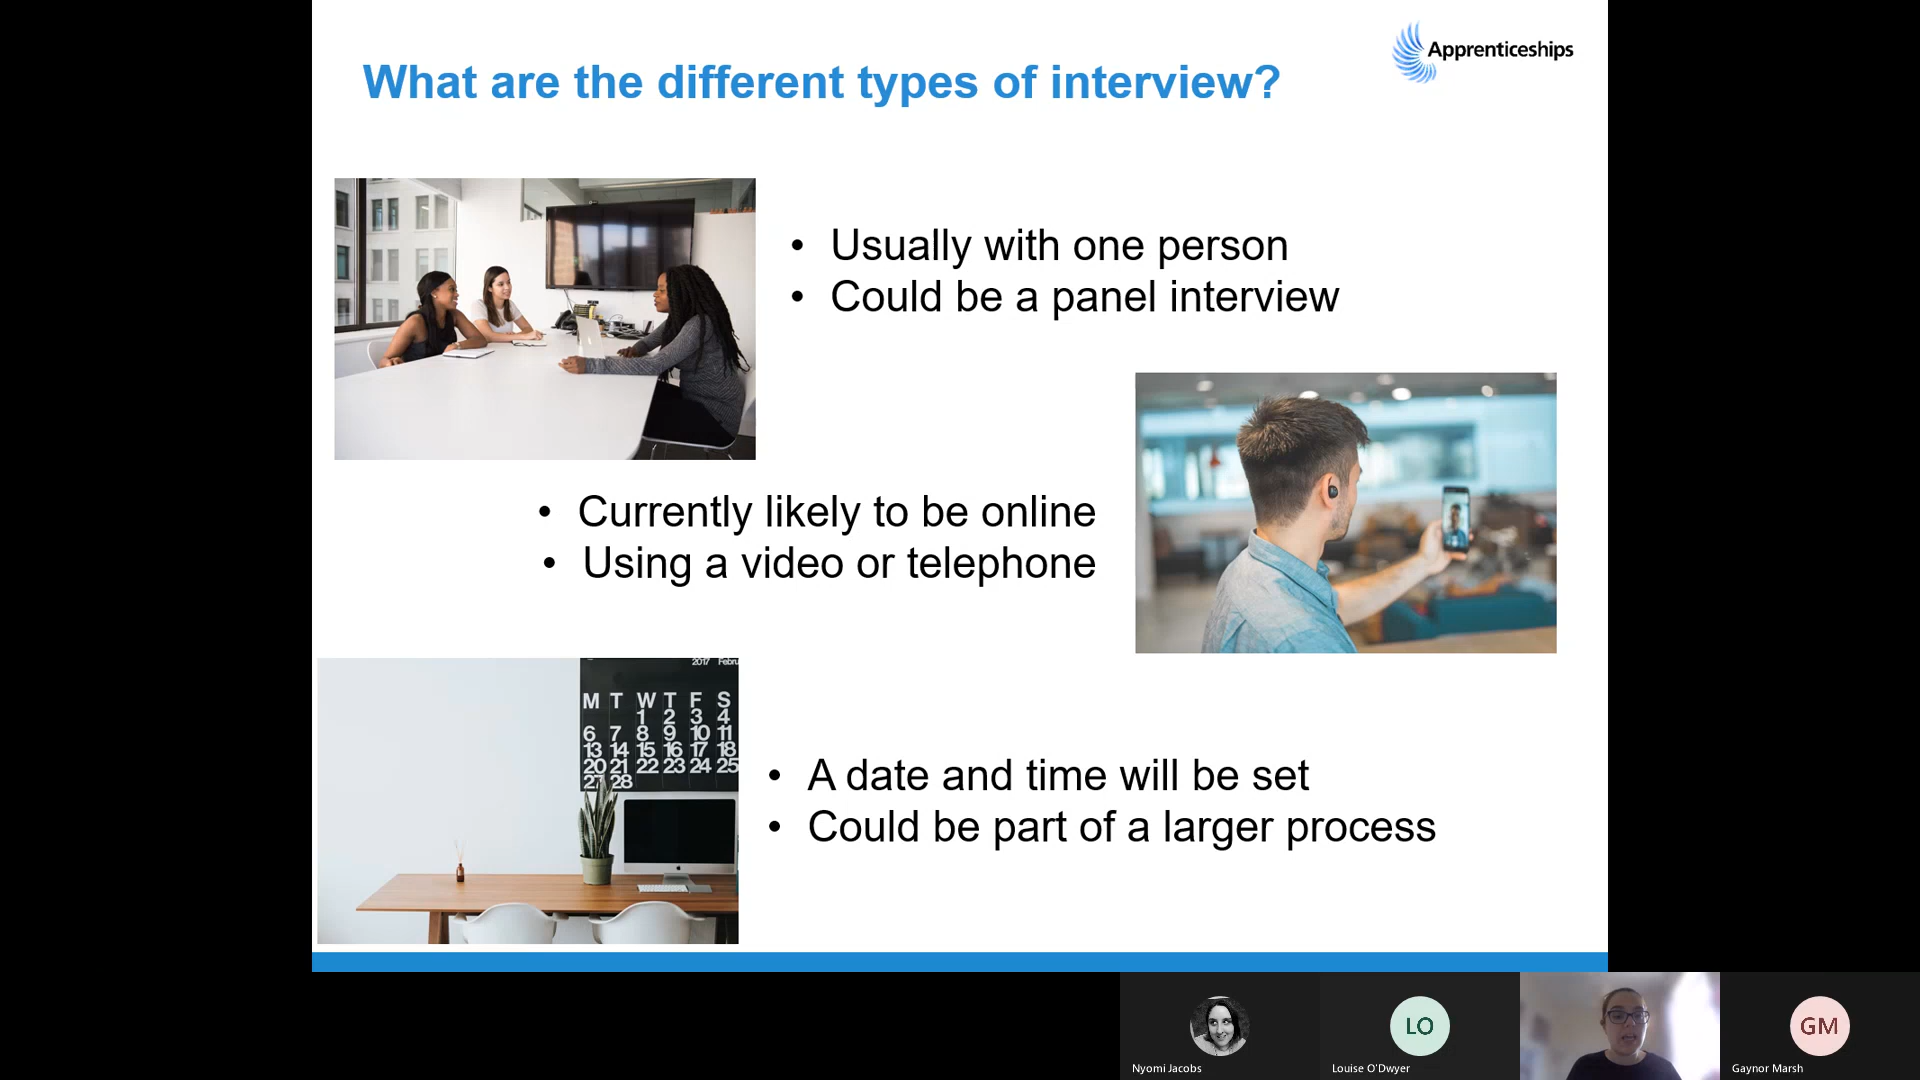 What are the different types of interview?
Apprenticeships
• Usually with one person
• Could be a panel interview
• Currently likely to be online
• Using a video or telephone
2017 Febru
M T W T F S
1 2 3 4
6 7 8 9 10 11
13 14 15 16 17 18
20 21 22 23 24 25
27 28
• A date and time will be set
• Could be part of a larger process
LO
GM
Nyomi Jacobs
Louise O'Dwyer
Gaynor Marsh